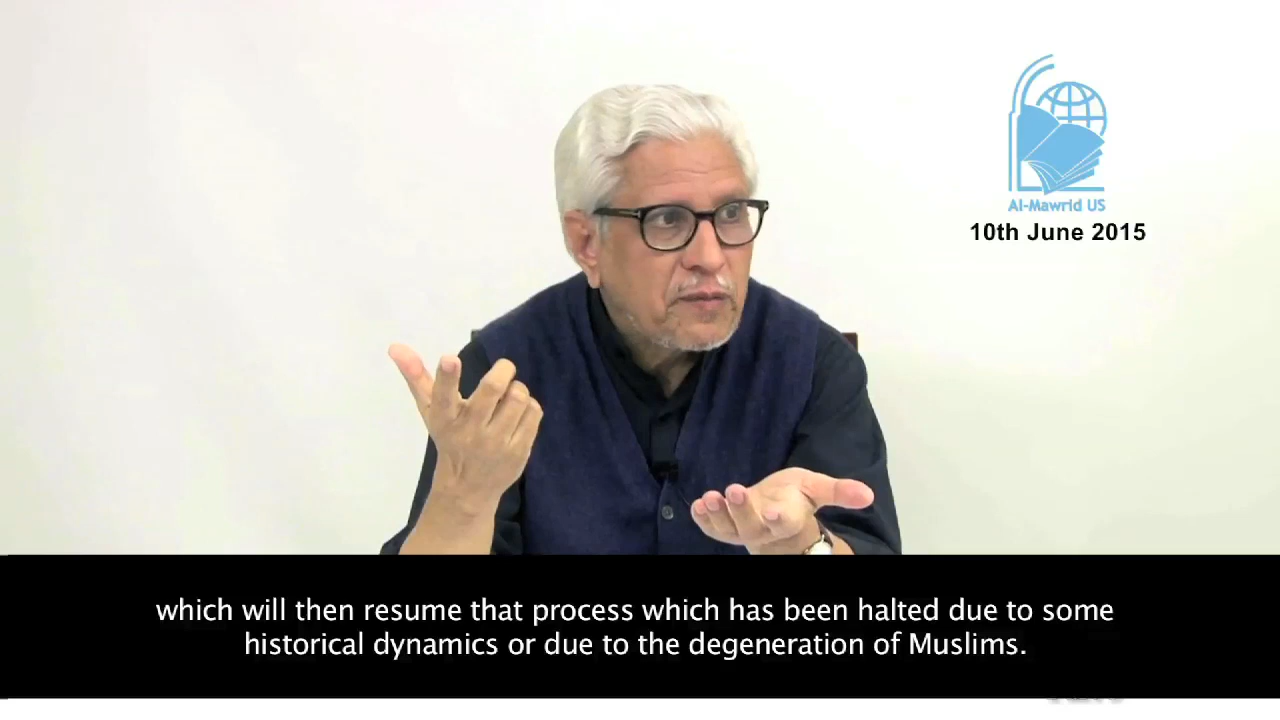 Al-Mawrid US
10th June 2015
which will then resume that process which has been halted due to some
historical dynamics or due to the degeneration of Muslims.